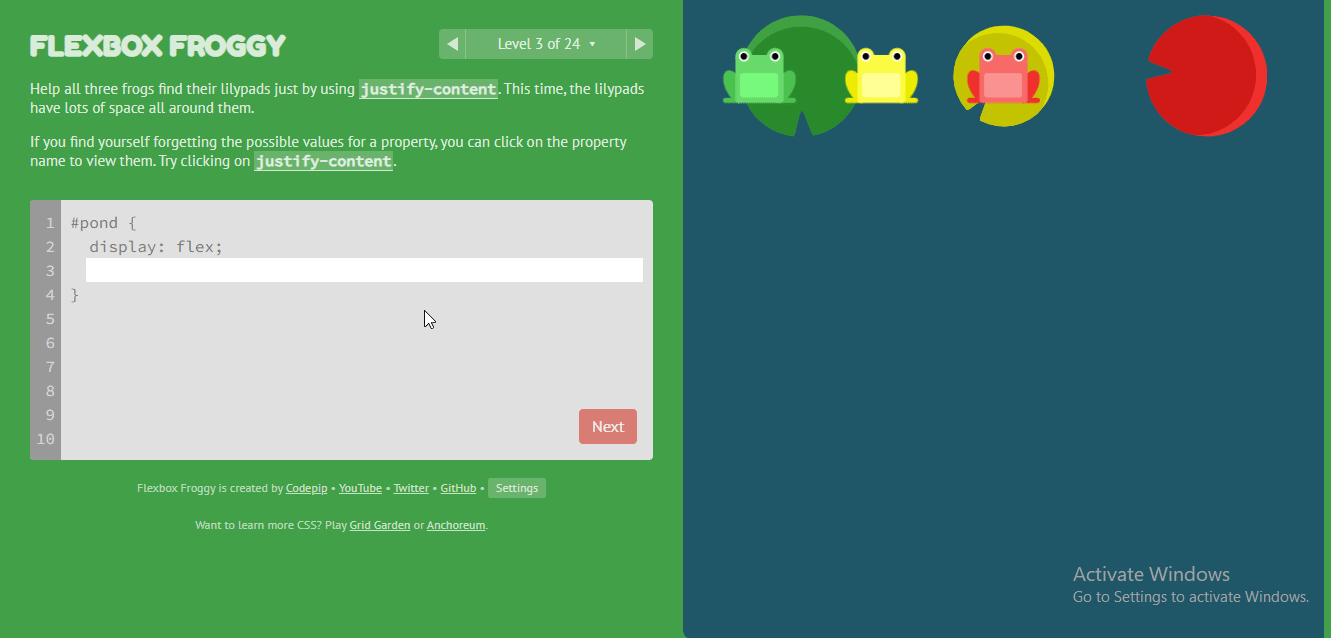 FLEXBOX FROGGY
◀ Level 3 of 24 ▾ ▶
Help all three frogs find their lilypads just by using justify-content. This time, the lilypads
have lots of space all around them.
If you find yourself forgetting the possible values for a property, you can click on the property
name to view them. Try clicking on justify-content.
1 #pond {
2 display: flex;
3
4 }
5
6
7
8
9
10
Next
Flexbox Froggy is created by Codepip • YouTube • Twitter • GitHub • Settings
Want to learn more CSS? Play Grid Garden or Anchoreum.
Activate Windows
Go to Settings to activate Windows.